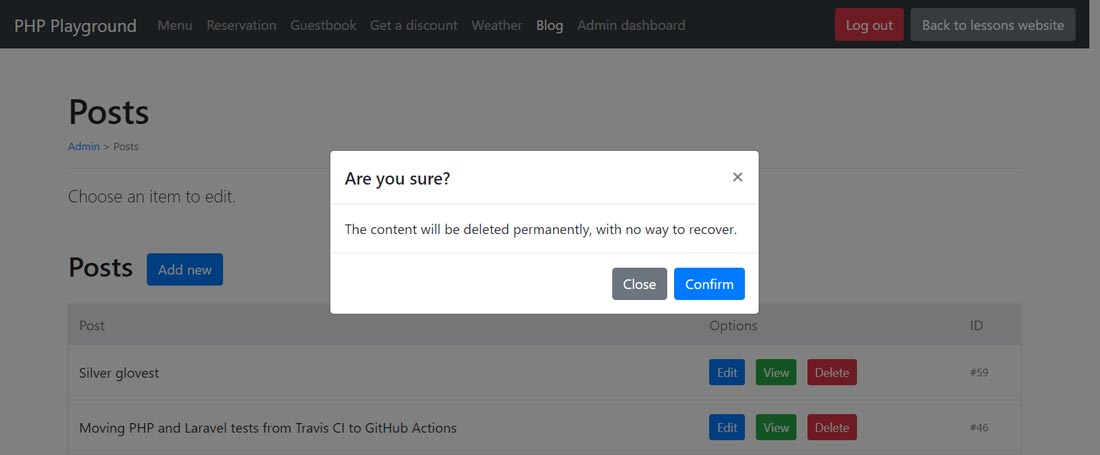 PHP Playground Menu Reservation Guestbook Get a discount Weather Blog Admin dashboard Log out Back to lessons website
Posts
Admin > Posts
Choose an item to edit.
Are you sure? ×
The content will be deleted permanently, with no way to recover.
Close Confirm
Posts Add new
Post Options ID
Silver glovest Edit View Delete #59
Moving PHP and Laravel tests from Travis CI to GitHub Actions Edit View Delete #46